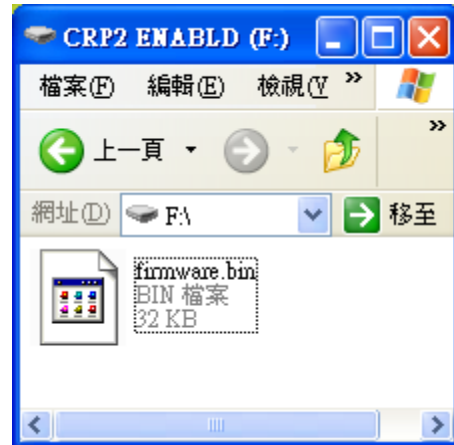 CRP2 ENABLD (F:)
檔案(F) 編輯(E) 檢視(V »
上一頁 »
網址(D) F:\ 移至
firmware.bin
BIN 檔案
32 KB